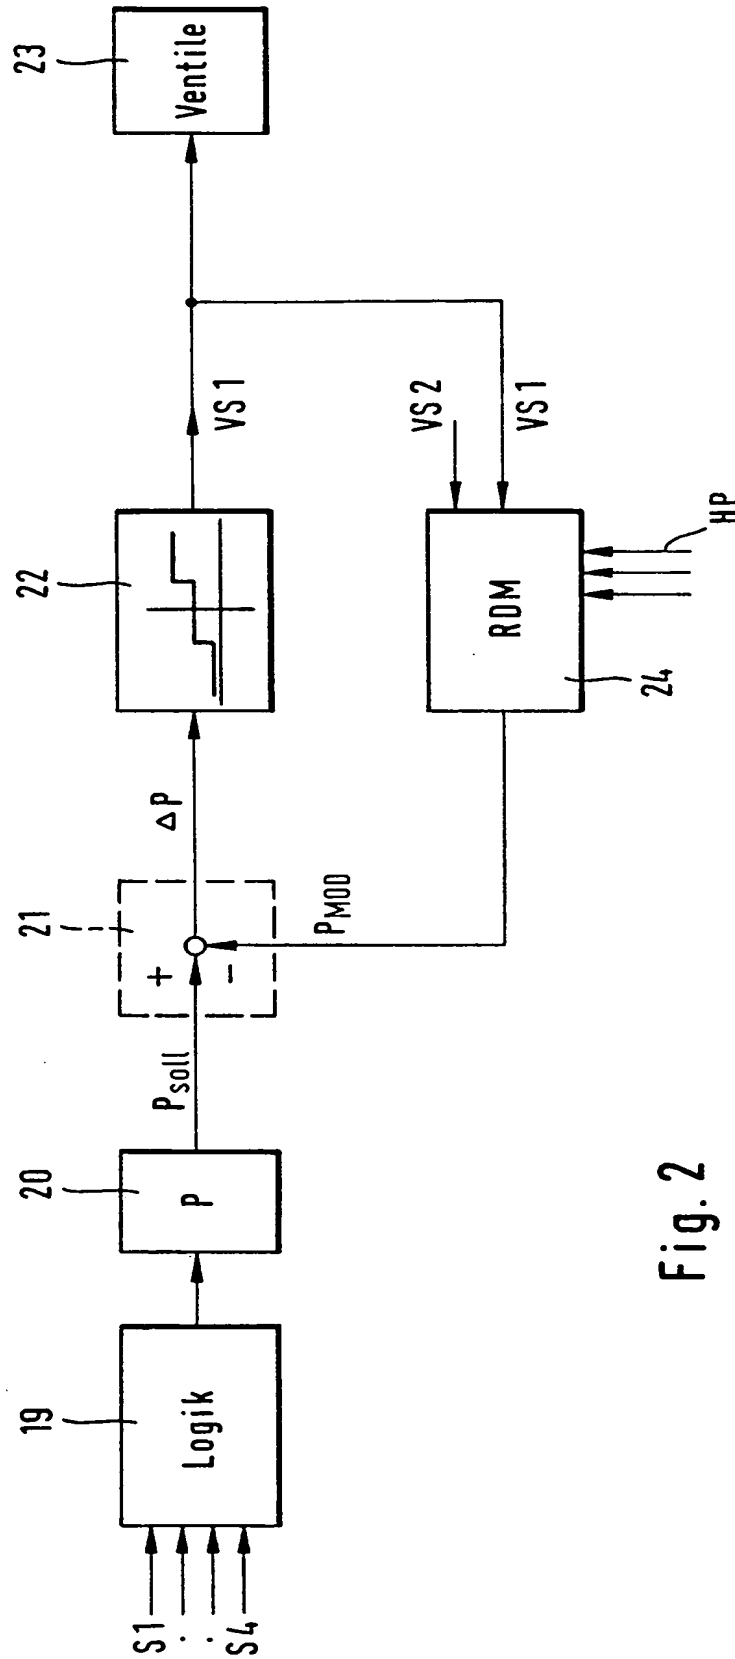 S1
.
.
S4
19
Logik
20
P
Psoll
21
+
-
ΔP
PMOD
22
VS1
23
Ventile
VS2
VS1
RDM
24
HP
Fig. 2